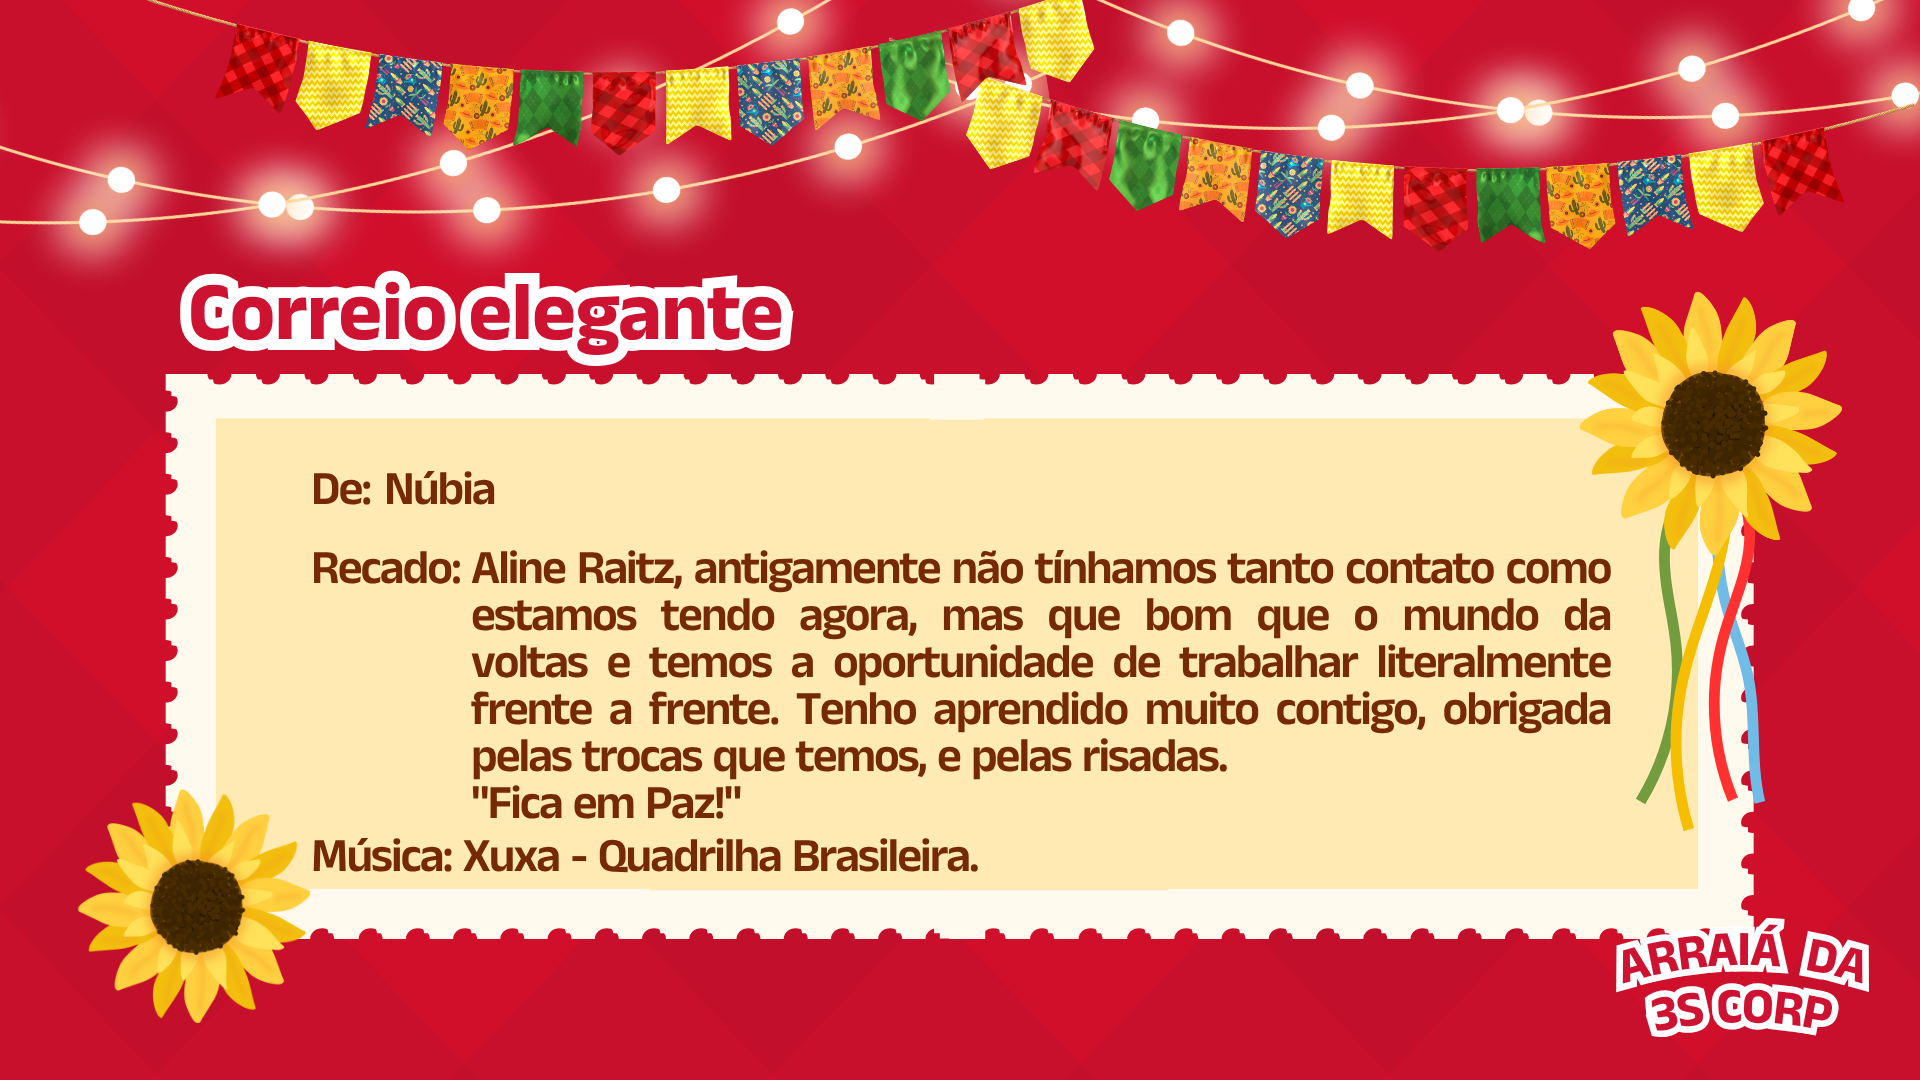 Correio elegante
De: Núbia
Recado: Aline Raitz, antigamente não tínhamos tanto contato como
estamos tendo agora, mas que bom que o mundo da
voltas e temos a oportunidade de trabalhar literalmente
frente a frente. Tenho aprendido muito contigo, obrigada
pelas trocas que temos, e pelas risadas.
"Fica em Paz!"
Música: Xuxa - Quadrilha Brasileira.
ARRAIÁ DA
3S CORP